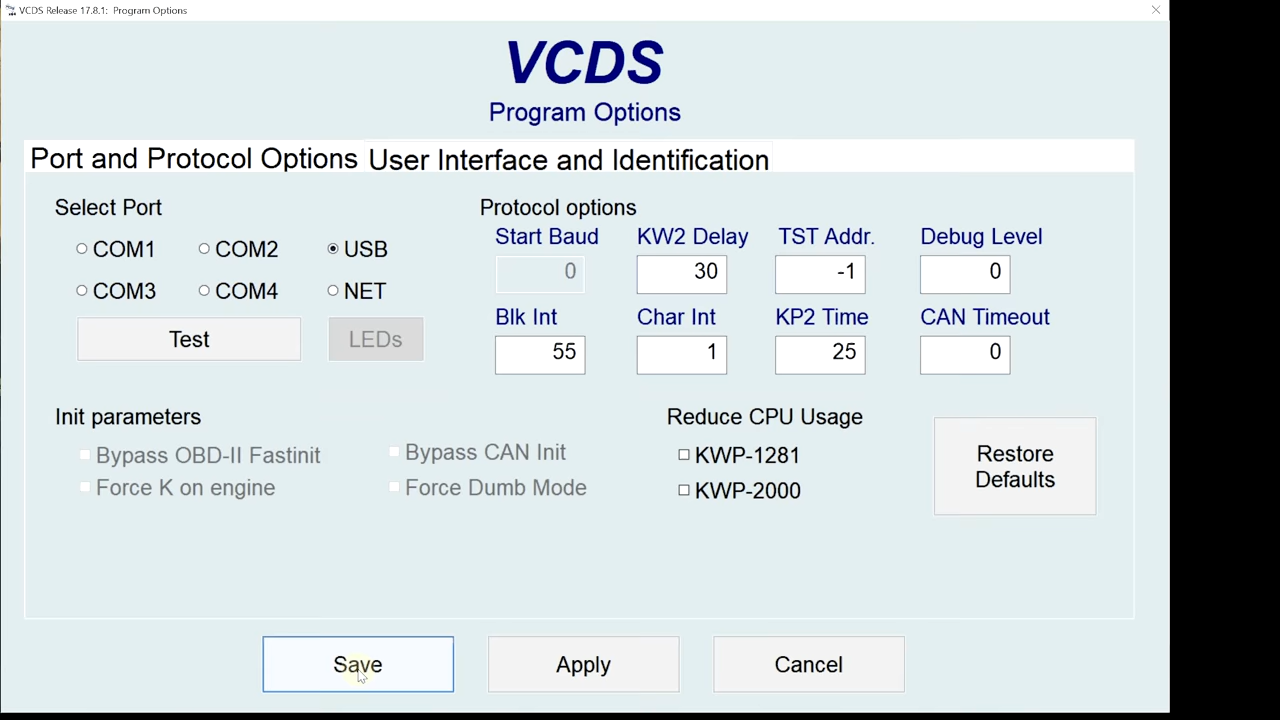 VCDS Release 17.8.1: Program Options
VCDS
Program Options
Port and Protocol Options User Interface and Identification
Select Port
COM1 COM2 USB
COM3 COM4 NET
Test LEDs
Protocol options
Start Baud KW2 Delay TST Addr. Debug Level
0 30 -1 0
Blk Int Char Int KP2 Time CAN Timeout
55 1 25 0
Init parameters
Bypass OBD-II Fastinit Bypass CAN Init
Force K on engine Force Dumb Mode
Reduce CPU Usage
KWP-1281
KWP-2000
Restore
Defaults
Save Apply Cancel